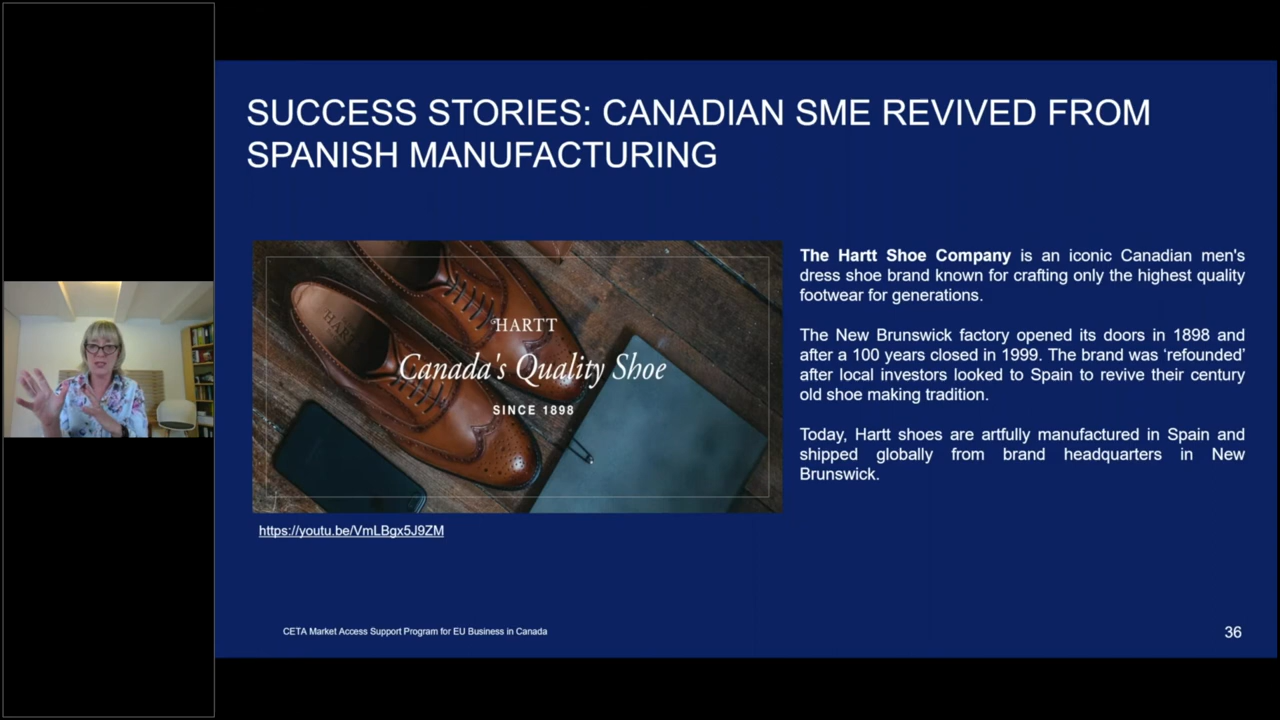 SUCCESS STORIES: CANADIAN SME REVIVED FROM
SPANISH MANUFACTURING
HARTT
Canada's Quality Shoe
SINCE 1898
HARTT
https://youtu.be/VmLBgx5J9ZM
The Hartt Shoe Company is an iconic Canadian men's
dress shoe brand known for crafting only the highest quality
footwear for generations.
The New Brunswick factory opened its doors in 1898 and
after a 100 years closed in 1999. The brand was ‘refounded’
after local investors looked to Spain to revive their century
old shoe making tradition.
Today, Hartt shoes are artfully manufactured in Spain and
shipped globally from brand headquarters in New
Brunswick.
CETA Market Access Support Program for EU Business in Canada
36